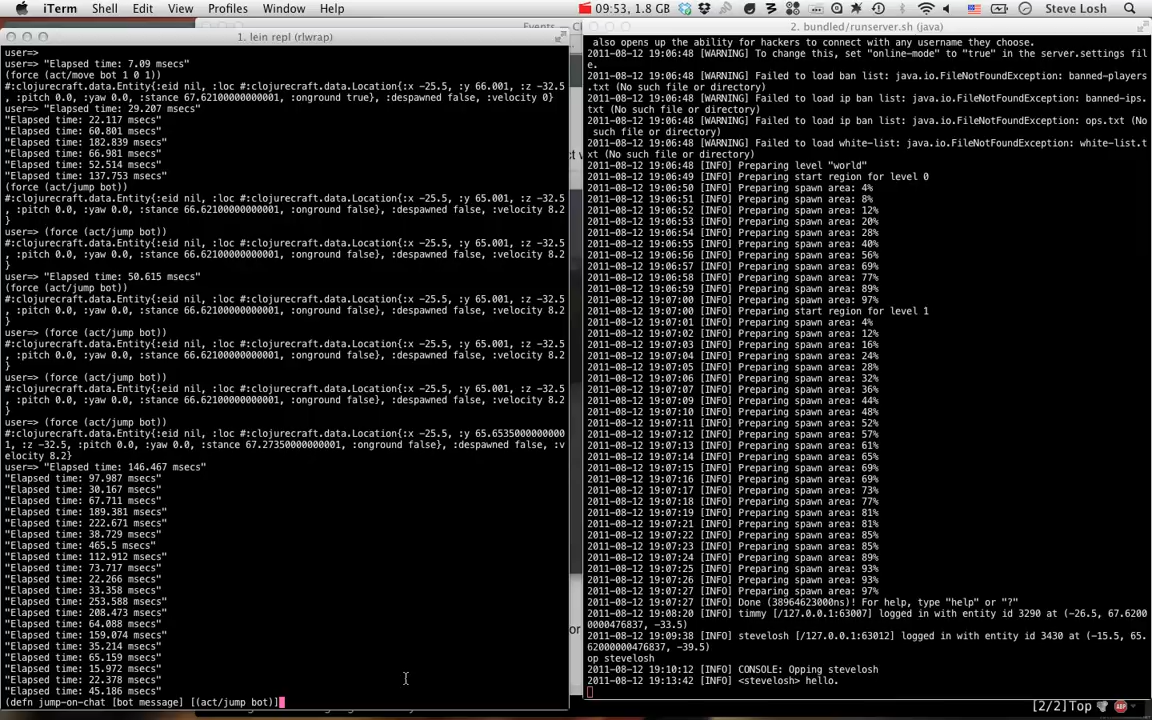 iTerm Shell Edit View Profiles Window Help 09:53, 1.8 GB Steve Losh
1. lein repl (rlwrap)
user=>
"Elapsed time: 7.09 msecs"
(force (act/move bot 1 0 1))
#:clojurecraft.data.Entity{:eid nil, :loc #:clojurecraft.data.Location{:x -25.5, :y 66.001, :z -32.5
, :pitch 0.0, :yaw 0.0, :stance 67.62100000000001, :onground true}, :despawned false, :velocity 0}
user=> "Elapsed time: 29.207 msecs"
"Elapsed time: 22.117 msecs"
"Elapsed time: 60.801 msecs"
"Elapsed time: 182.839 msecs"
"Elapsed time: 66.981 msecs"
"Elapsed time: 52.514 msecs"
"Elapsed time: 137.753 msecs"
(force (act/jump bot))
#:clojurecraft.data.Entity{:eid nil, :loc #:clojurecraft.data.Location{:x -25.5, :y 65.001, :z -32.5
, :pitch 0.0, :yaw 0.0, :stance 66.62100000000001, :onground false}, :despawned false, :velocity 8.2
}
user=> (force (act/jump bot))
#:clojurecraft.data.Entity{:eid nil, :loc #:clojurecraft.data.Location{:x -25.5, :y 65.001, :z -32.5
, :pitch 0.0, :yaw 0.0, :stance 66.62100000000001, :onground false}, :despawned false, :velocity 8.2
}
user=> "Elapsed time: 50.615 msecs"
(force (act/jump bot))
#:clojurecraft.data.Entity{:eid nil, :loc #:clojurecraft.data.Location{:x -25.5, :y 65.001, :z -32.5
, :pitch 0.0, :yaw 0.0, :stance 66.62100000000001, :onground false}, :despawned false, :velocity 8.2
}
user=> (force (act/jump bot))
#:clojurecraft.data.Entity{:eid nil, :loc #:clojurecraft.data.Location{:x -25.5, :y 65.001, :z -32.5
, :pitch 0.0, :yaw 0.0, :stance 66.62100000000001, :onground false}, :despawned false, :velocity 8.2
}
user=> (force (act/jump bot))
#:clojurecraft.data.Entity{:eid nil, :loc #:clojurecraft.data.Location{:x -25.5, :y 65.001, :z -32.5
, :pitch 0.0, :yaw 0.0, :stance 66.62100000000001, :onground false}, :despawned false, :velocity 8.2
}
user=> (force (act/jump bot))
#:clojurecraft.data.Entity{:eid nil, :loc #:clojurecraft.data.Location{:x -25.5, :y 65.6535000000000
1, :z -32.5, :pitch 0.0, :yaw 0.0, :stance 67.27350000000001, :onground false}, :despawned false, :v
elocity 8.2}
user=> "Elapsed time: 146.467 msecs"
"Elapsed time: 97.987 msecs"
"Elapsed time: 30.167 msecs"
"Elapsed time: 67.711 msecs"
"Elapsed time: 189.381 msecs"
"Elapsed time: 222.671 msecs"
"Elapsed time: 38.729 msecs"
"Elapsed time: 465.5 msecs"
"Elapsed time: 112.912 msecs"
"Elapsed time: 73.717 msecs"
"Elapsed time: 22.266 msecs"
"Elapsed time: 33.358 msecs"
"Elapsed time: 253.588 msecs"
"Elapsed time: 208.473 msecs"
"Elapsed time: 64.088 msecs"
"Elapsed time: 159.074 msecs"
"Elapsed time: 35.214 msecs"
"Elapsed time: 65.159 msecs"
"Elapsed time: 15.972 msecs"
"Elapsed time: 22.378 msecs"
"Elapsed time: 45.186 msecs"
(defn jump-on-chat [bot message] [(act/jump bot)]
2. bundled/runserver.sh (java)
also opens up the ability for hackers to connect with any username they choose.
2011-08-12 19:06:48 [WARNING] To change this, set "online-mode" to "true" in the server.settings fil
e.
2011-08-12 19:06:48 [WARNING] Failed to load ban list: java.io.FileNotFoundException: banned-players
.txt (No such file or directory)
2011-08-12 19:06:48 [WARNING] Failed to load ip ban list: java.io.FileNotFoundException: banned-ips.
txt (No such file or directory)
2011-08-12 19:06:48 [WARNING] Failed to load ip ban list: java.io.FileNotFoundException: ops.txt (No
such file or directory)
2011-08-12 19:06:48 [WARNING] Failed to load white-list: java.io.FileNotFoundException: white-list.t
xt (No such file or directory)
2011-08-12 19:06:48 [INFO] Preparing level "world"
2011-08-12 19:06:49 [INFO] Preparing start region for level 0
2011-08-12 19:06:50 [INFO] Preparing spawn area: 4%
2011-08-12 19:06:51 [INFO] Preparing spawn area: 8%
2011-08-12 19:06:52 [INFO] Preparing spawn area: 12%
2011-08-12 19:06:53 [INFO] Preparing spawn area: 20%
2011-08-12 19:06:54 [INFO] Preparing spawn area: 28%
2011-08-12 19:06:55 [INFO] Preparing spawn area: 40%
2011-08-12 19:06:56 [INFO] Preparing spawn area: 56%
2011-08-12 19:06:57 [INFO] Preparing spawn area: 69%
2011-08-12 19:06:58 [INFO] Preparing spawn area: 77%
2011-08-12 19:06:59 [INFO] Preparing spawn area: 89%
2011-08-12 19:07:00 [INFO] Preparing spawn area: 97%
2011-08-12 19:07:00 [INFO] Preparing start region for level 1
2011-08-12 19:07:01 [INFO] Preparing spawn area: 4%
2011-08-12 19:07:02 [INFO] Preparing spawn area: 12%
2011-08-12 19:07:03 [INFO] Preparing spawn area: 16%
2011-08-12 19:07:04 [INFO] Preparing spawn area: 24%
2011-08-12 19:07:05 [INFO] Preparing spawn area: 28%
2011-08-12 19:07:06 [INFO] Preparing spawn area: 32%
2011-08-12 19:07:07 [INFO] Preparing spawn area: 36%
2011-08-12 19:07:09 [INFO] Preparing spawn area: 44%
2011-08-12 19:07:10 [INFO] Preparing spawn area: 48%
2011-08-12 19:07:11 [INFO] Preparing spawn area: 52%
2011-08-12 19:07:12 [INFO] Preparing spawn area: 57%
2011-08-12 19:07:13 [INFO] Preparing spawn area: 61%
2011-08-12 19:07:14 [INFO] Preparing spawn area: 65%
2011-08-12 19:07:15 [INFO] Preparing spawn area: 69%
2011-08-12 19:07:16 [INFO] Preparing spawn area: 69%
2011-08-12 19:07:17 [INFO] Preparing spawn area: 73%
2011-08-12 19:07:18 [INFO] Preparing spawn area: 77%
2011-08-12 19:07:19 [INFO] Preparing spawn area: 81%
2011-08-12 19:07:21 [INFO] Preparing spawn area: 81%
2011-08-12 19:07:22 [INFO] Preparing spawn area: 85%
2011-08-12 19:07:23 [INFO] Preparing spawn area: 85%
2011-08-12 19:07:24 [INFO] Preparing spawn area: 89%
2011-08-12 19:07:25 [INFO] Preparing spawn area: 93%
2011-08-12 19:07:26 [INFO] Preparing spawn area: 93%
2011-08-12 19:07:27 [INFO] Preparing spawn area: 97%
2011-08-12 19:07:27 [INFO] Done (38964623000ns)! For help, type "help" or "?"
2011-08-12 19:08:20 [INFO] timmy [/127.0.0.1:63007] logged in with entity id 3290 at (-26.5, 67.6200
0000476837, -33.5)
2011-08-12 19:09:38 [INFO] stevelosh [/127.0.0.1:63012] logged in with entity id 3430 at (-15.5, 65.
62000000476837, -39.5)
op stevelosh
2011-08-12 19:10:12 [INFO] CONSOLE: Opping stevelosh
2011-08-12 19:13:42 [INFO] <stevelosh> hello.
[2/2]Top